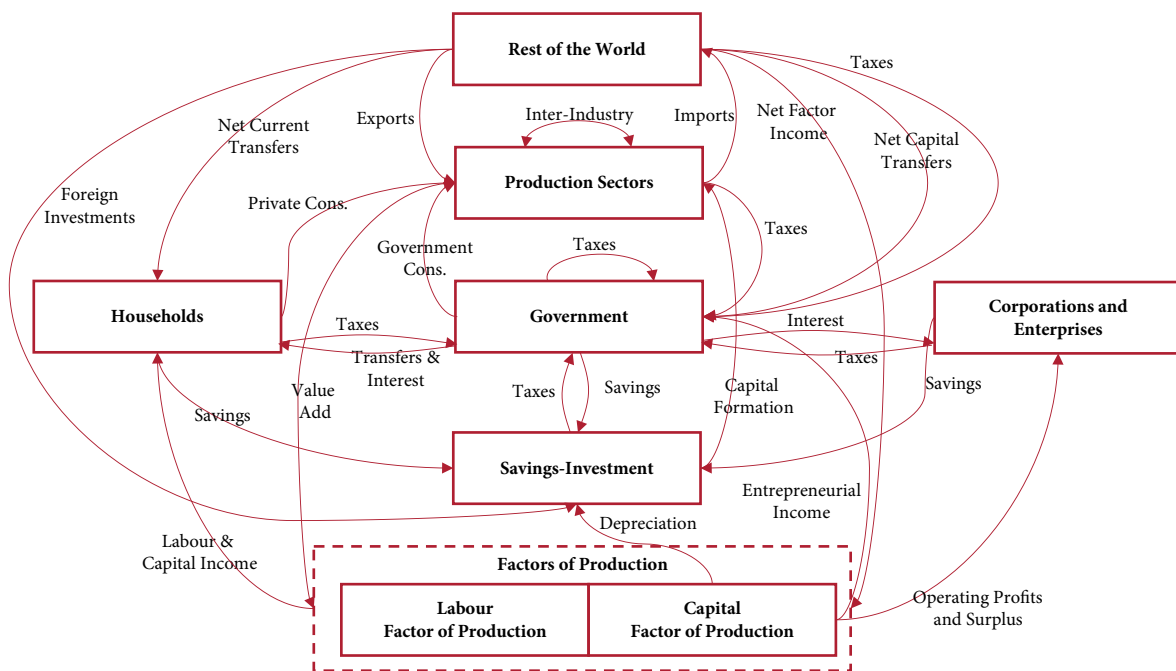 Rest of the World
Taxes
Exports
Inter-Industry
Imports
Net Factor
Income
Net Current
Transfers
Net Capital
Transfers
Production Sectors
Foreign
Investments
Private Cons.
Taxes
Government
Cons.
Taxes
Households
Government
Corporations and
Enterprises
Taxes
Interest
Transfers &
Interest
Taxes
Value
Add
Taxes
Savings
Capital
Formation
Savings
Savings
Savings-Investment
Entrepreneurial
Income
Depreciation
Labour &
Capital Income
Factors of Production
Labour
Factor of Production
Capital
Factor of Production
Operating Profits
and Surplus